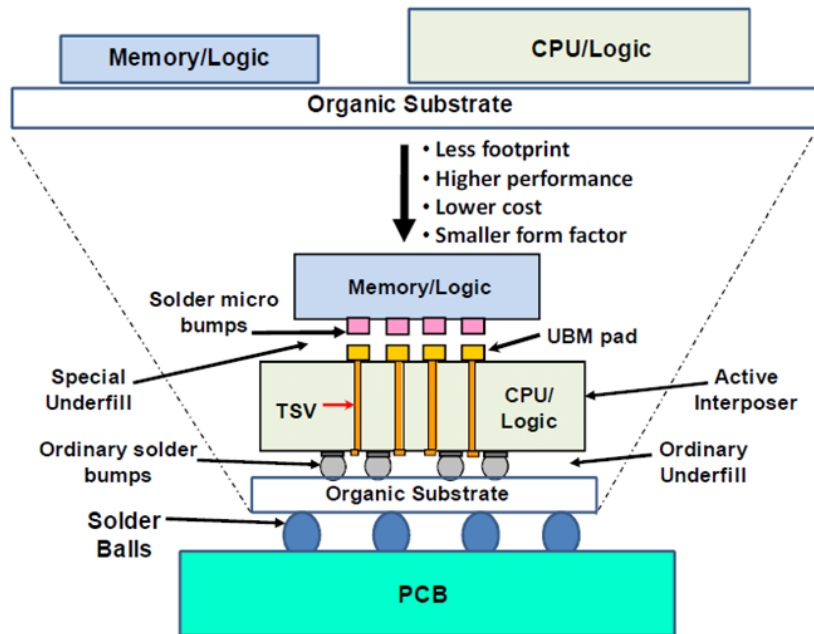 Memory/Logic
CPU/Logic
Organic Substrate
• Less footprint
• Higher performance
• Lower cost
• Smaller form factor
Memory/Logic
Solder micro
bumps
UBM pad
Special
Underfill
TSV
CPU/
Logic
Active
Interposer
Ordinary solder
bumps
Ordinary
Underfill
Organic Substrate
Solder
Balls
PCB